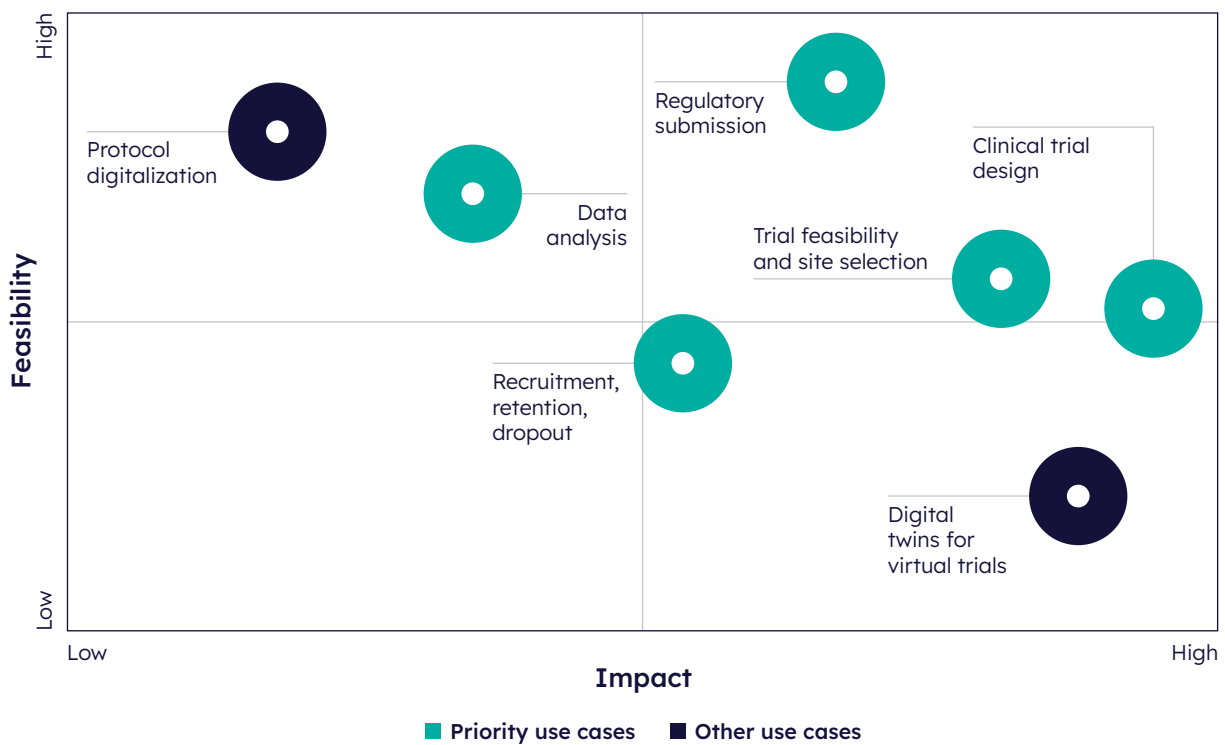 High
Regulatory
submission
Clinical trial
design
Protocol
digitalization
Data
analysis
Trial feasibility
and site selection
Feasibility
Recruitment,
retention,
dropout
Digital
twins for
virtual trials
Low
Low
High
Impact
Priority use cases
Other use cases